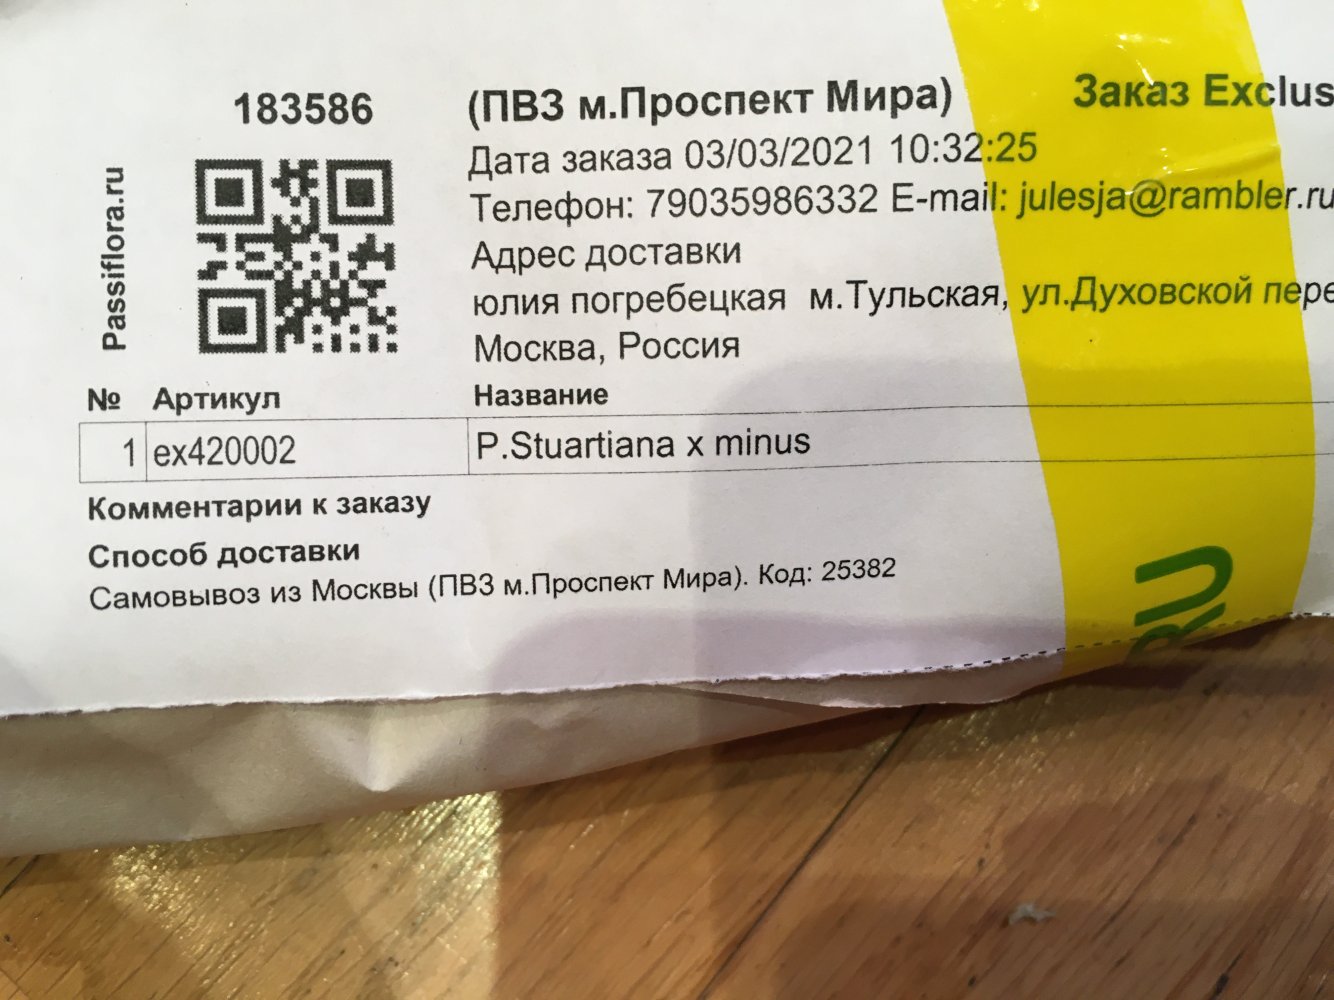 183586
(ПВЗ м.Проспект Мира)
Заказ Exclus
Дата заказа 03/03/2021 10:32:25
Телефон: 79035986332 E-mail: julesja@rambler.ru
Адрес доставки
юлия погребецкая м.Тульская, ул.Духовской пере
Москва, Россия
Passiflora.ru
№ Артикул Название
1 ex420002 P.Stuartiana x minus
Комментарии к заказу
Способ доставки
Самовывоз из Москвы (ПВЗ м.Проспект Мира). Код: 25382
RU